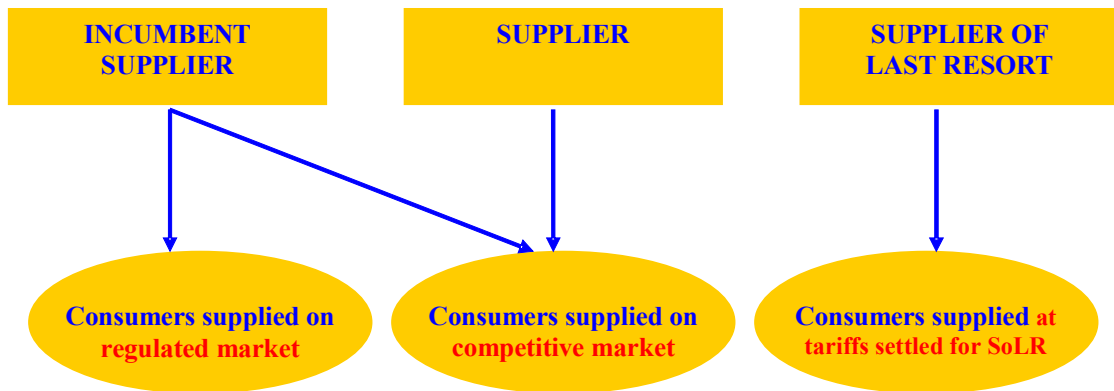 INCUMBENT
SUPPLIER
SUPPLIER
SUPPLIER OF
LAST RESORT
Consumers supplied on
regulated market
Consumers supplied on
competitive market
Consumers supplied at
tariffs settled for SoLR